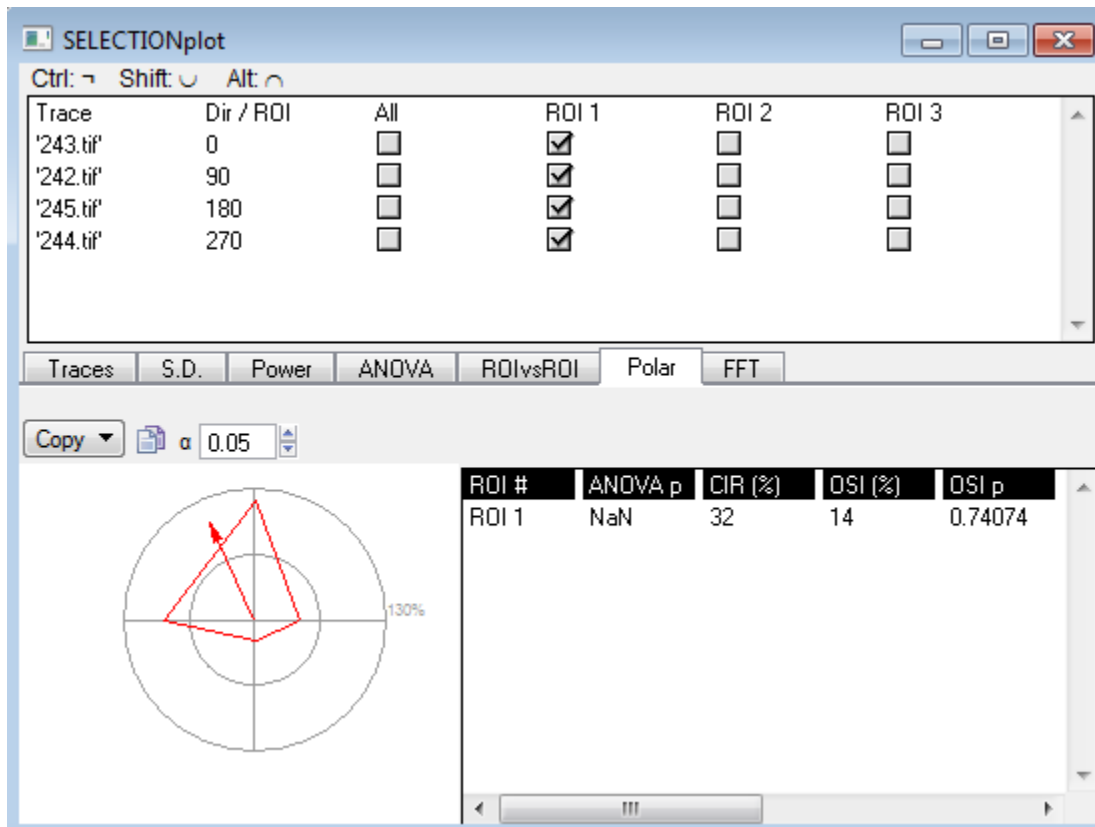 SELECTIONplot
Ctrl: ¬ Shift: ◡ Alt: ◠
Trace Dir / ROI All ROI 1 ROI 2 ROI 3
'243.tif' 0
'242.tif' 90
'245.tif' 180
'244.tif' 270
Traces S.D. Power ANOVA ROIvsROI Polar FFT
Copy α 0.05
ROI # ANOVA p CIR (%) OSI (%) OSI p
ROI 1 NaN 32 14 0.74074
130%